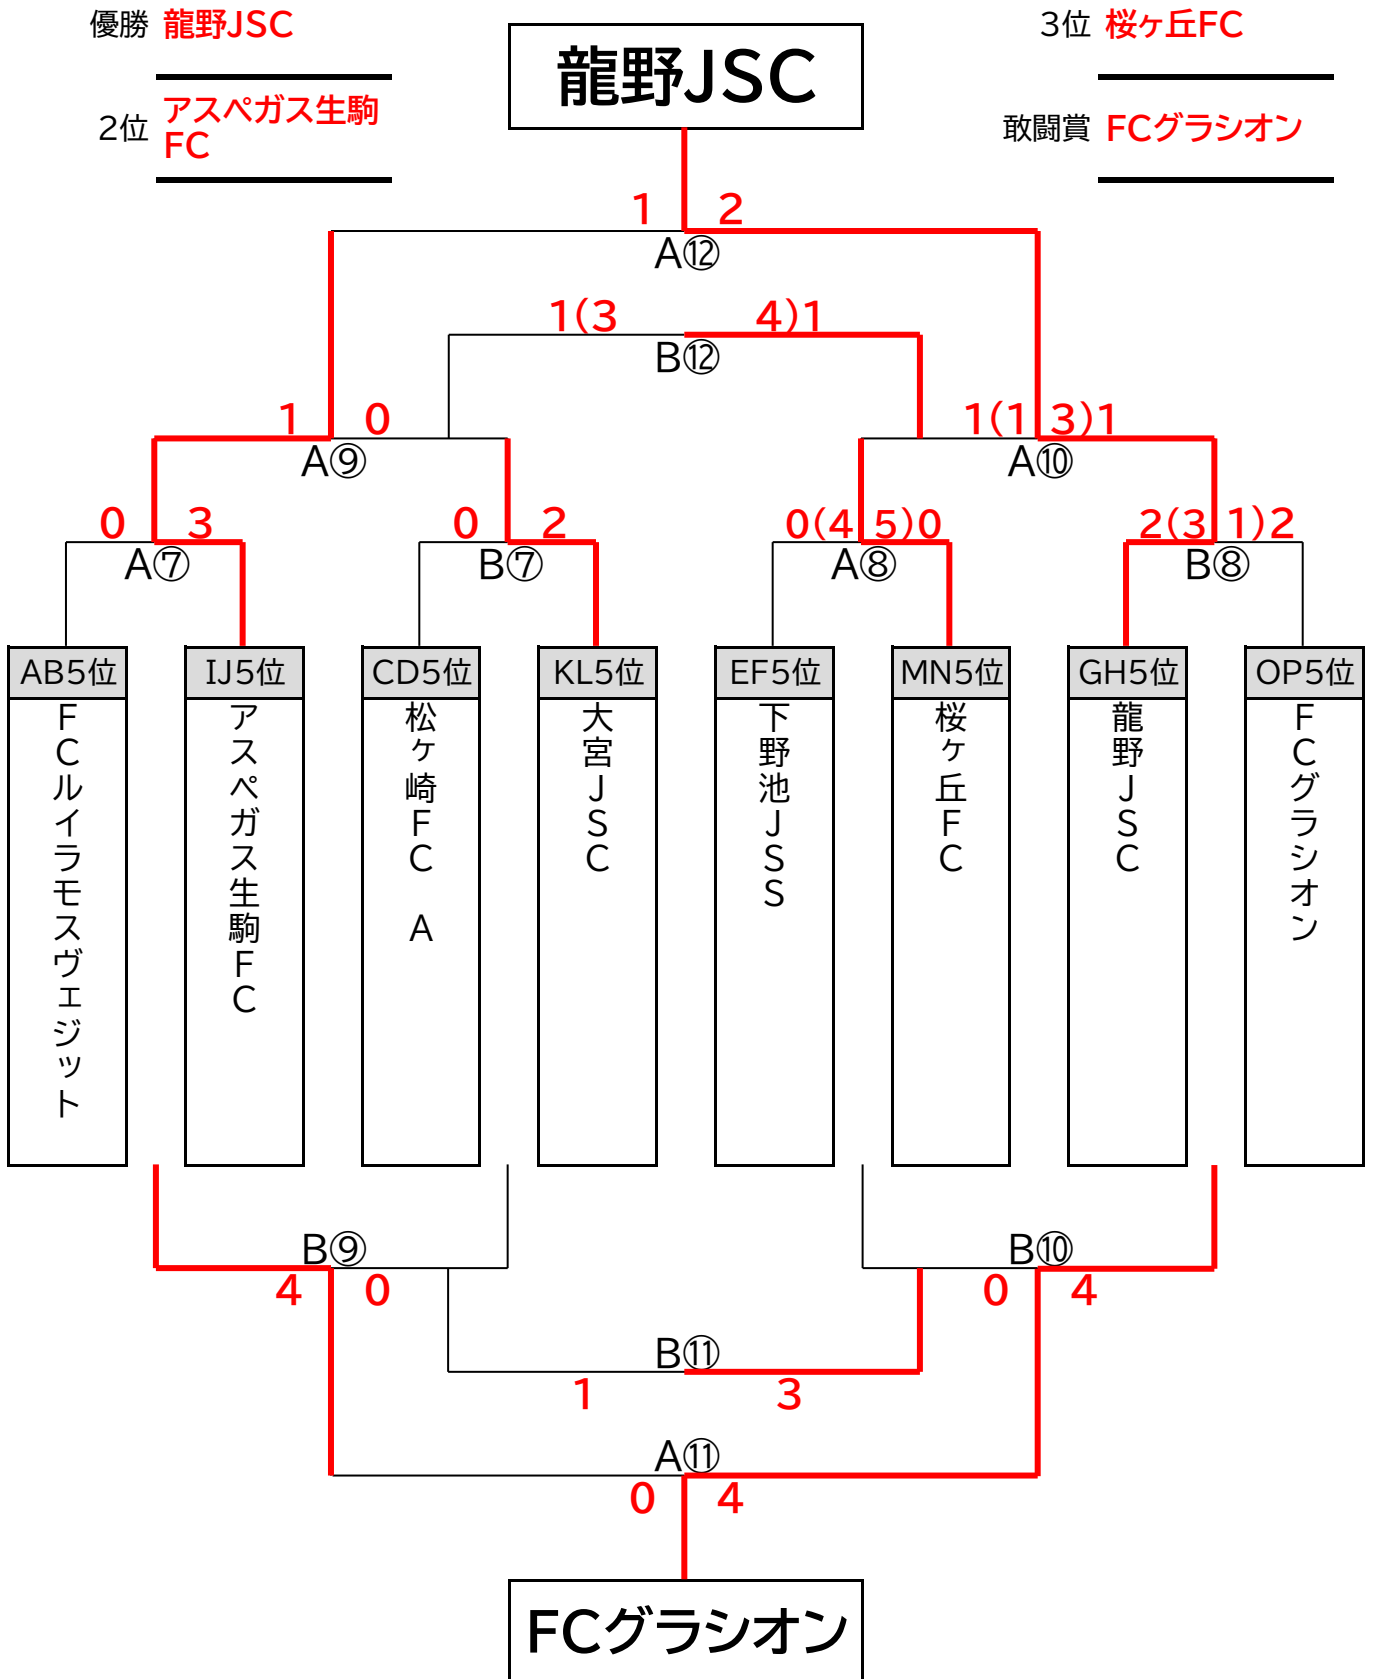 優勝 龍野JSC
2位 アスペガス生駒
FC
3位 桜ヶ丘FC
敢闘賞 FCグラシオン
龍野JSC
1 2
A⑫
1(3 4)1
B⑫
1 0
A⑨
1(1 3)1
A⑩
0 3
A⑦
0 2
B⑦
0(4 5)0
A⑧
2(3 1)2
B⑧
AB5位
IJ5位
CD5位
KL5位
EF5位
MN5位
GH5位
OP5位
FCルイラモスヴェジット
アスペガス生駒FC
松ヶ崎FC A
大宮JSC
下野池JSS
桜ヶ丘FC
龍野JSC
FCグラシオン
B⑨
4 0
B⑩
0 4
B⑪
1 3
A⑪
0 4
FCグラシオン